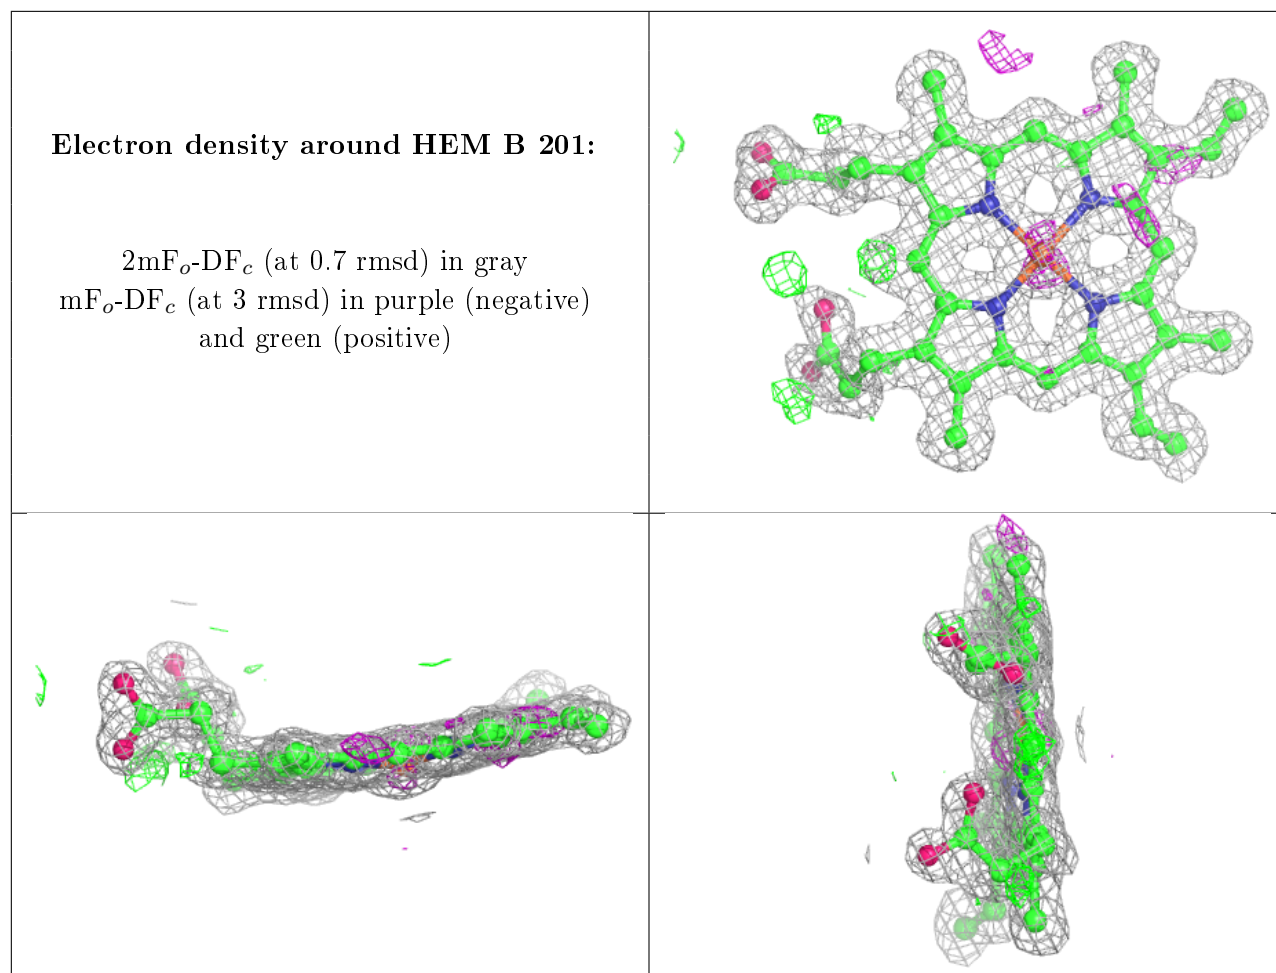 Electron density around HEM B 201:
2mFₒ-DF𝒸 (at 0.7 rmsd) in gray
mFₒ-DF𝒸 (at 3 rmsd) in purple (negative)
and green (positive)